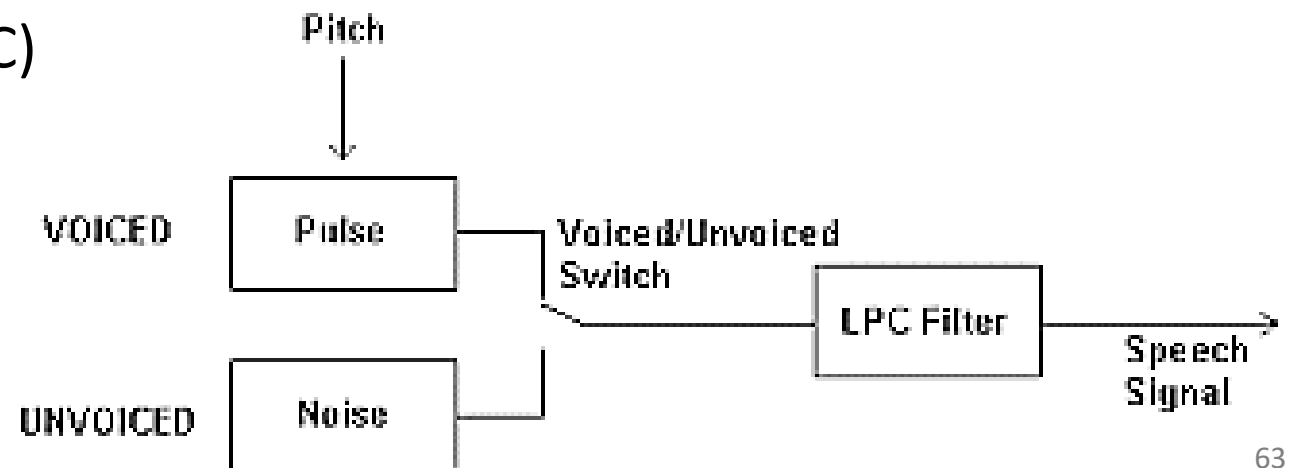 C)
Pitch
VOICED
Pulse
Voiced/Unvoiced
Switch
LPC Filter
Speech
Signal
UNVOICED
Noise
63